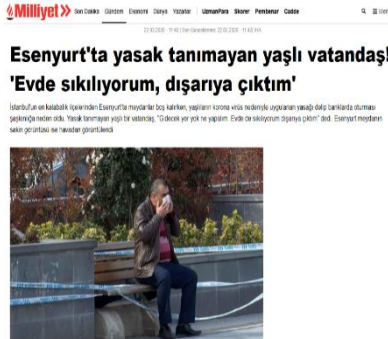 Milliyet
Son Dakika Gündem Ekonomi Dünya Yazarlar UzmanPara Skorer Pembenar Cadde
Esenyurt'ta yasak tanımayan yaşlı vatandaş!
'Evde sıkılıyorum, dışarıya çıktım'
İstanbul'un en kalabalık ilçelerinden Esenyurt'ta meydanlar boş kalırken, yaşlıların korona virüs nedeniyle uygulanan yasağı delip banklarda oturması
şaşkınlığa neden oldu. Yasak tanımayan yaşlı bir vatandaş, "Gidecek yer yok ne yapalım. Evde de sıkılıyorum dışarıya çıktım" dedi. Esenyurt meydanın
sakin görüntüsü ise havadan görüntülendi